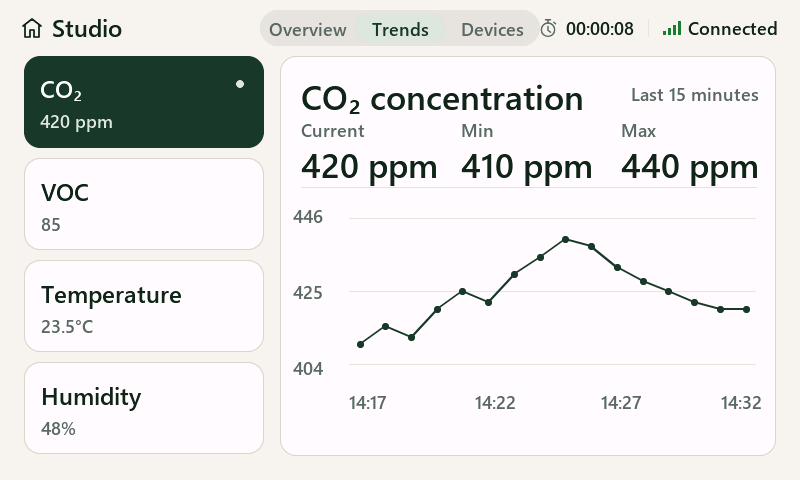 Studio
Overview Trends Devices
00:00:08
Connected
CO₂
420 ppm
VOC
85
Temperature
23.5°C
Humidity
48%
CO₂ concentration
Last 15 minutes
Current Min Max
420 ppm 410 ppm 440 ppm
446
425
404
14:17 14:22 14:27 14:32